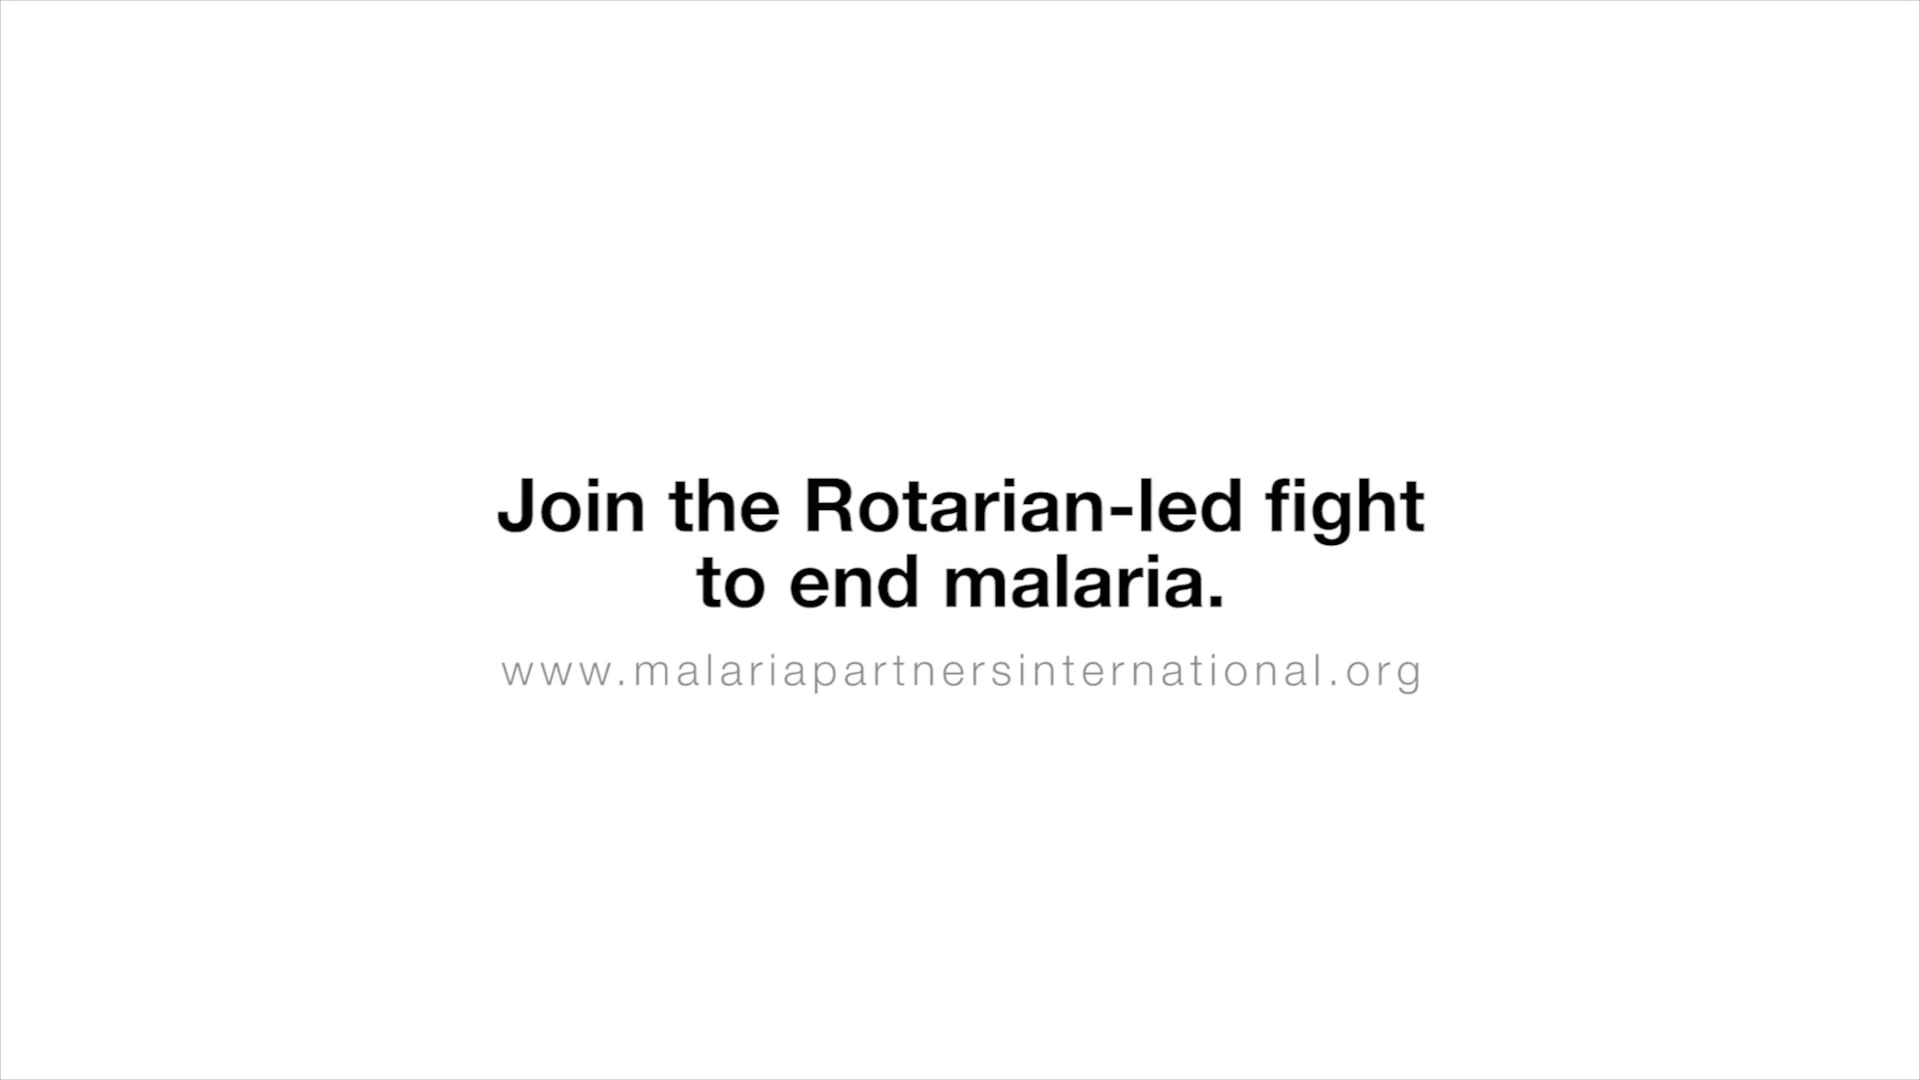 Join the Rotarian-led fight
to end malaria.
www.malariapartnersinternational.org